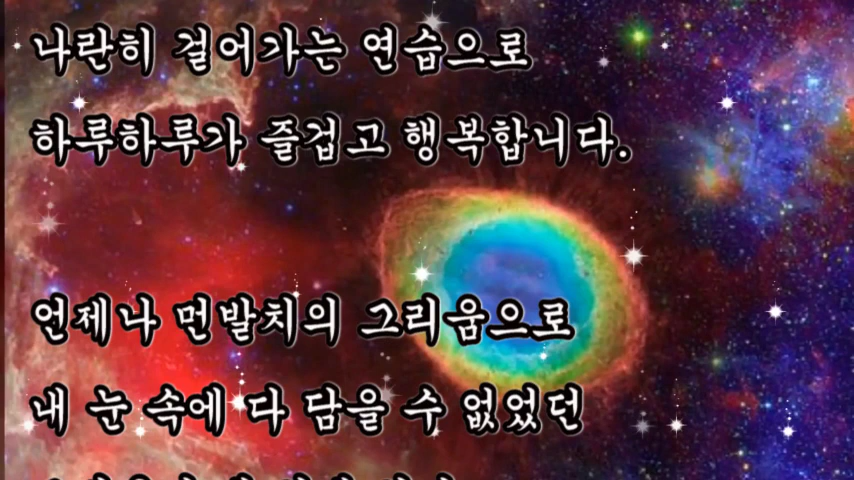 나란히 걸어가는 연습으로
하루하루가 즐겁고 행복합니다.
언제나 먼발치의 그리움으로
내 눈 속에 다 담을 수 없었던